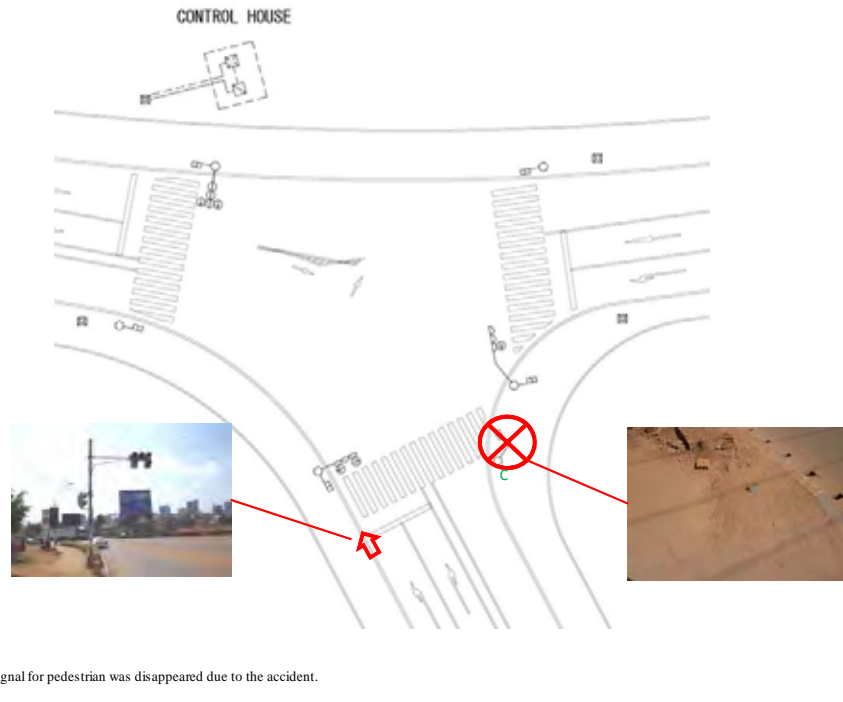 CONTROL HOUSE
C
gnal for pedestrian was disappeared due to the accident.